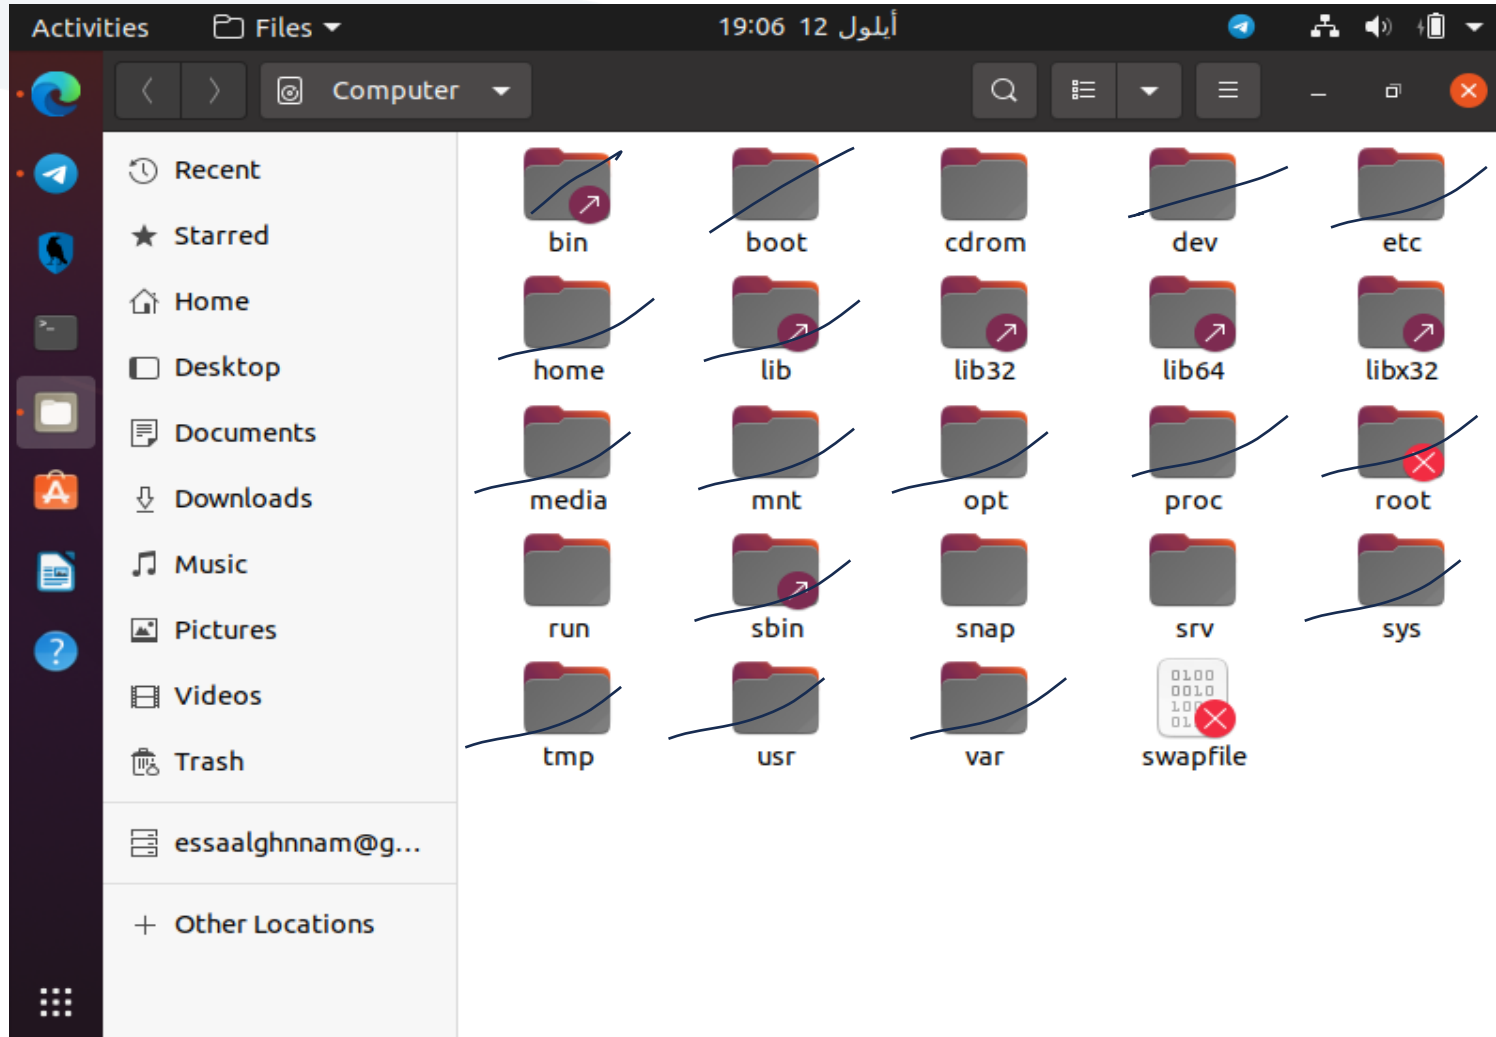 Activities Files 19:06 12 أيلول
Computer
Recent
Starred
Home
Desktop
Documents
Downloads
Music
Pictures
Videos
Trash
essaalghnnam@g...
Other Locations
bin boot cdrom dev etc
home lib lib32 lib64 libx32
media mnt opt proc root
run sbin snap srv sys
tmp usr var swapfile